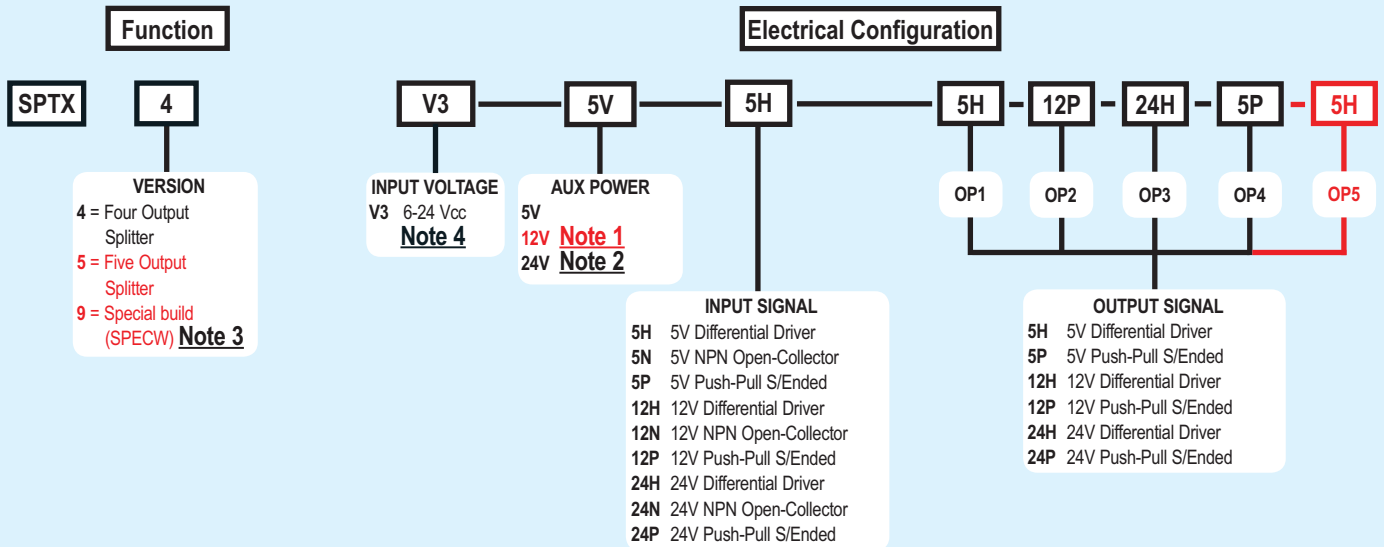 Function
Electrical Configuration
SPTX 4 V3 5V 5H 5H - 12P - 24H - 5P - 5H
VERSION
4 = Four Output
Splitter
5 = Five Output
Splitter
9 = Special build
(SPECW) Note 3
INPUT VOLTAGE
V3 6-24 Vcc
Note 4
AUX POWER
5V
12V Note 1
24V Note 2
OP1 OP2 OP3 OP4 OP5
INPUT SIGNAL
5H 5V Differential Driver
5N 5V NPN Open-Collector
5P 5V Push-Pull S/Ended
12H 12V Differential Driver
12N 12V NPN Open-Collector
12P 12V Push-Pull S/Ended
24H 24V Differential Driver
24N 24V NPN Open-Collector
24P 24V Push-Pull S/Ended
OUTPUT SIGNAL
5H 5V Differential Driver
5P 5V Push-Pull S/Ended
12H 12V Differential Driver
12P 12V Push-Pull S/Ended
24H 24V Differential Driver
24P 24V Push-Pull S/Ended